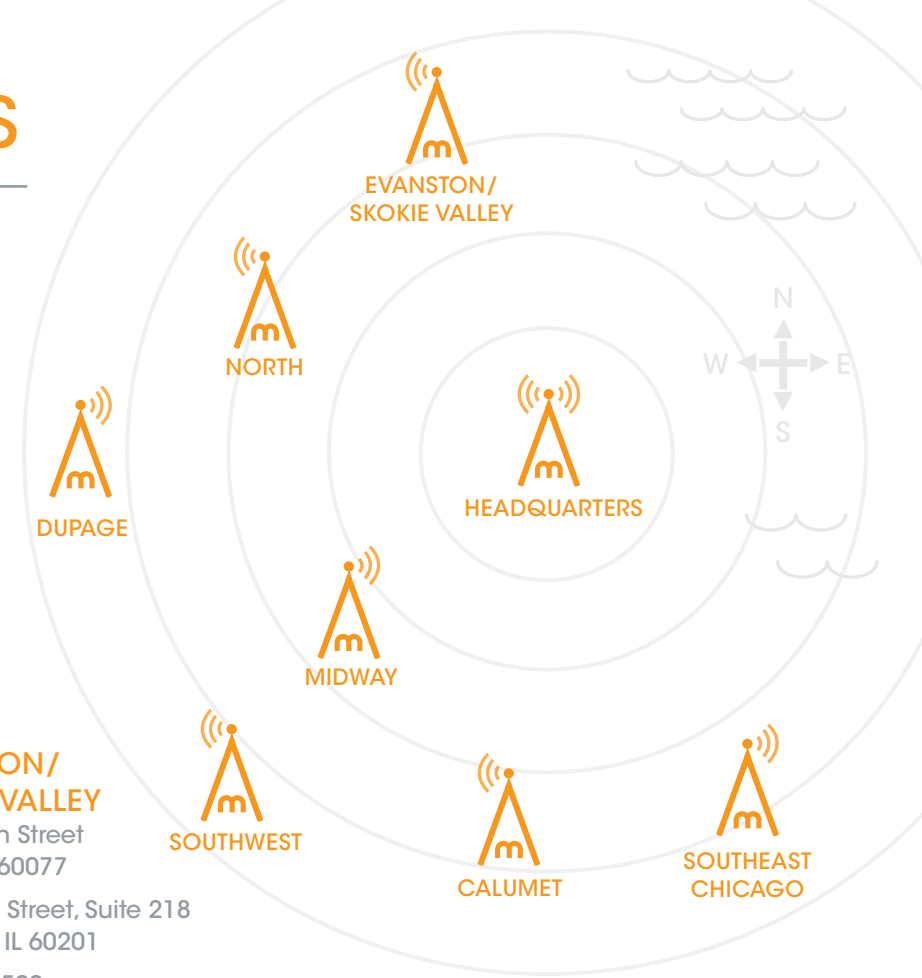 S
EVANSTON/
SKOKIE VALLEY
m
NORTH
m
N
W E
S
HEADQUARTERS
m
DUPAGE
m
MIDWAY
m
SOUTHWEST
m
CALUMET
m
SOUTHEAST
CHICAGO
m
ON/
VALLEY
Street
60077
Street, Suite 218
IL 60201